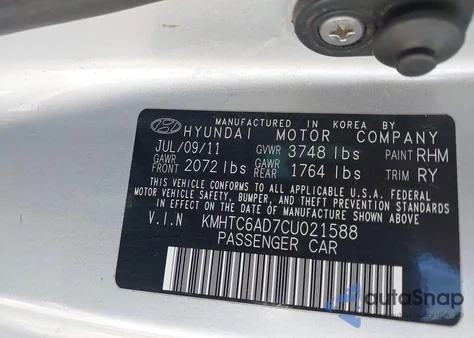 MANUFACTURED IN KOREA BY
HYUNDAI MOTOR COMPANY
JUL/09/11 GVWR 3748 lbs PAINT RHM
GAWR FRONT 2072 lbs GAWR REAR 1764 lbs TRIM RY
THIS VEHICLE CONFORMS TO ALL APPLICABLE U.S.A. FEDERAL
MOTOR VEHICLE SAFETY, BUMPER, AND THEFT PREVENTION STANDARDS
IN EFFECT ON THE DATE OF MANUFACTURE SHOWN ABOVE.
V.I.N KMHTC6AD7CU021588
PASSENGER CAR
autoSnap